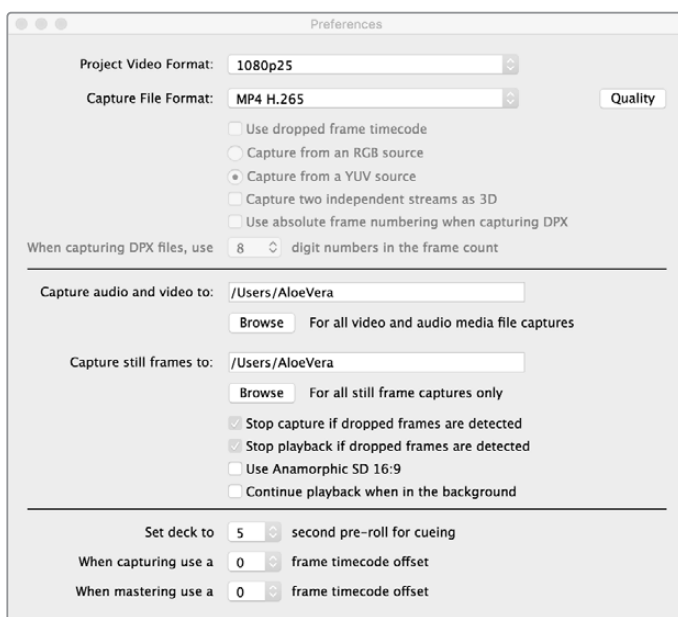 Preferences
Project Video Format: 1080p25
Capture File Format: MP4 H.265 Quality
Use dropped frame timecode
Capture from an RGB source
Capture from a YUV source
Capture two independent streams as 3D
Use absolute frame numbering when capturing DPX
When capturing DPX files, use 8 digit numbers in the frame count
Capture audio and video to: /Users/AloeVera
Browse For all video and audio media file captures
Capture still frames to: /Users/AloeVera
Browse For all still frame captures only
Stop capture if dropped frames are detected
Stop playback if dropped frames are detected
Use Anamorphic SD 16:9
Continue playback when in the background
Set deck to 5 second pre-roll for cueing
When capturing use a 0 frame timecode offset
When mastering use a 0 frame timecode offset